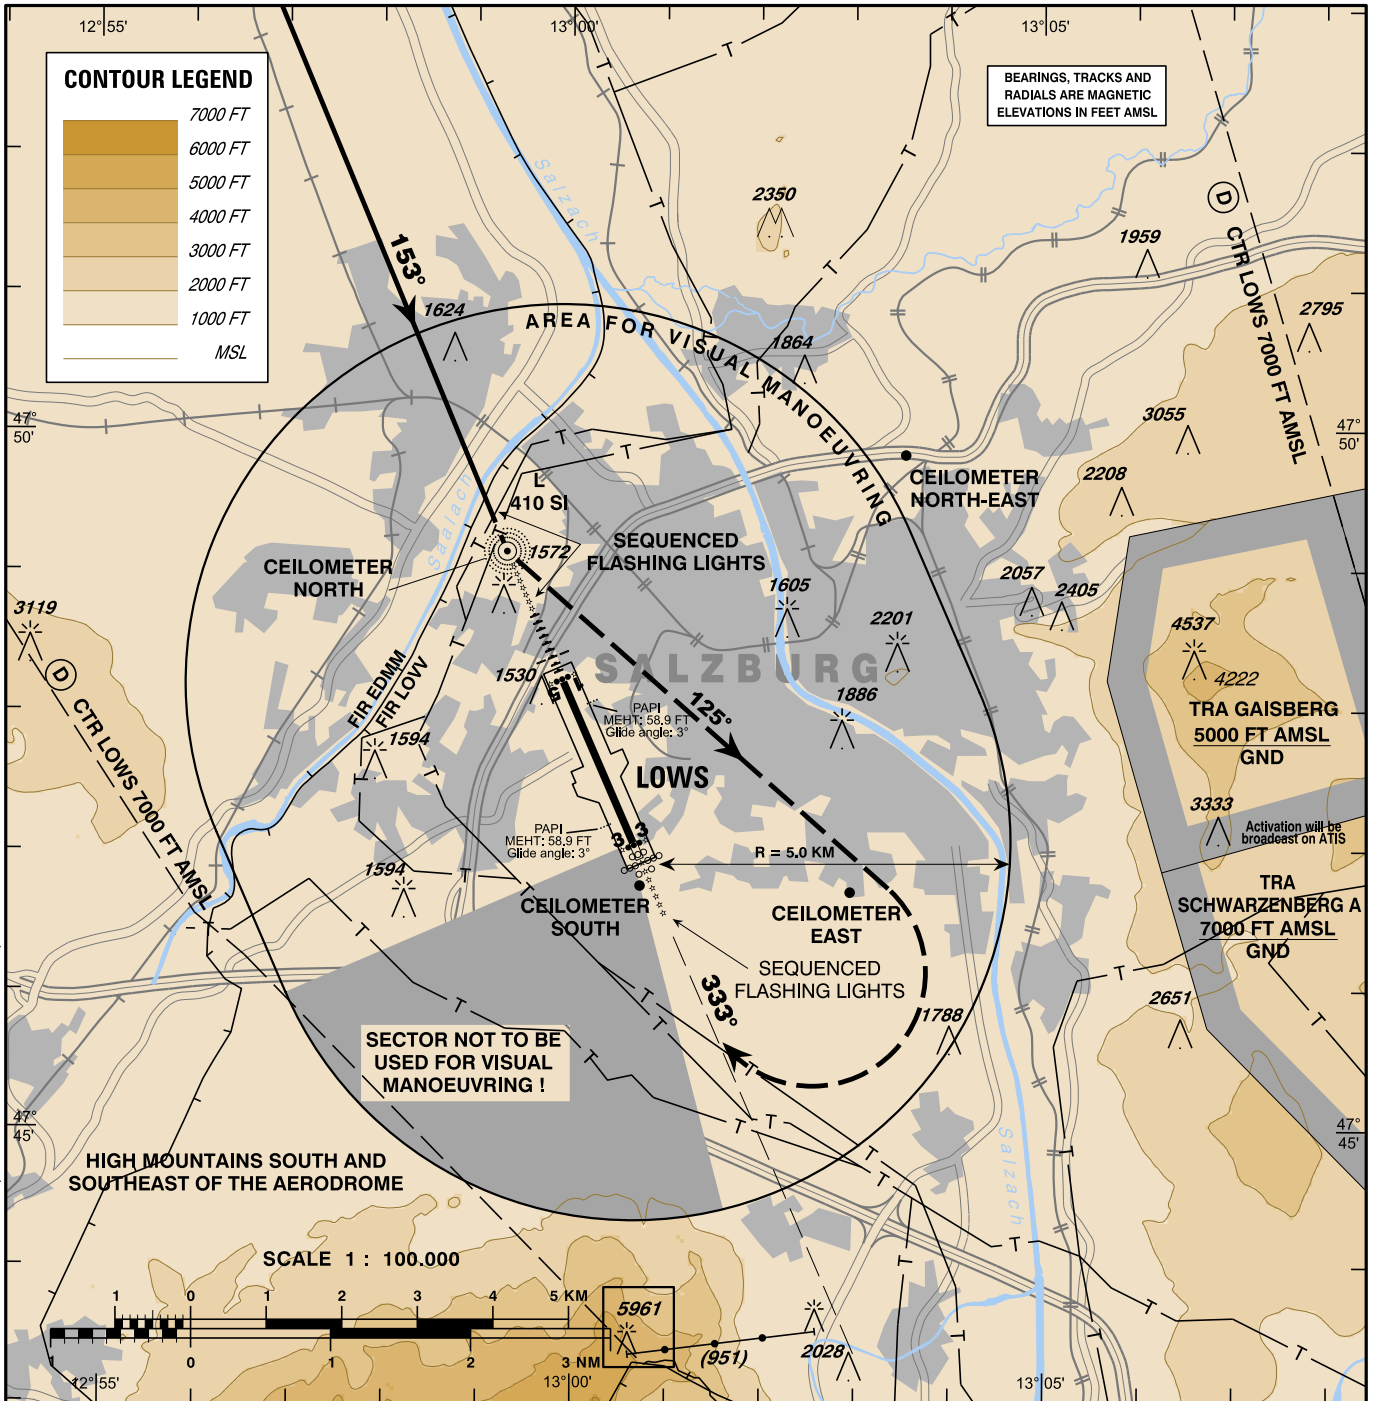 12°55'
13°00'
13°05'
CONTOUR LEGEND
7000 FT
6000 FT
5000 FT
4000 FT
3000 FT
2000 FT
1000 FT
MSL
BEARINGS, TRACKS AND
RADIALS ARE MAGNETIC
ELEVATIONS IN FEET AMSL
Salzach
T
T
T
T
T
T
2350
D
CTR LOWS 7000 FT AMSL
1959
2795
153°
1624
AREA FOR VISUAL MANOEUVRING
1864
47°
50'
47°
50'
3055
2208
CEILOMETER
NORTH-EAST
L
410 SI
Saalach
1572
SEQUENCED
FLASHING LIGHTS
CEILOMETER
NORTH
1605
2057
2405
2201
3119
4537
4222
SALZBURG
D
CTR LOWS 7000 FT AMSL
FIR EDMM
FIR LOVV
1530
15
PAPI
MEHT: 58.9 FT
Glide angle: 3°
125°
1886
TRA GAISBERG
5000 FT AMSL
GND
1594
LOWS
3333
Activation will be
broadcast on ATIS
PAPI
MEHT: 58.9 FT
Glide angle: 3°
33
R = 5.0 KM
1594
CEILOMETER
SOUTH
CEILOMETER
EAST
TRA
SCHWARZENBERG A
7000 FT AMSL
GND
SEQUENCED
FLASHING LIGHTS
333°
2651
1788
SECTOR NOT TO BE
USED FOR VISUAL
MANOEUVRING !
47°
45'
47°
45'
HIGH MOUNTAINS SOUTH AND
SOUTHEAST OF THE AERODROME
Salzach
SCALE 1 : 100.000
1 0 1 2 3 4 5 KM
1 0 1 2 3 NM
5961
(951)
2028
12°55'
13°00'
13°05'